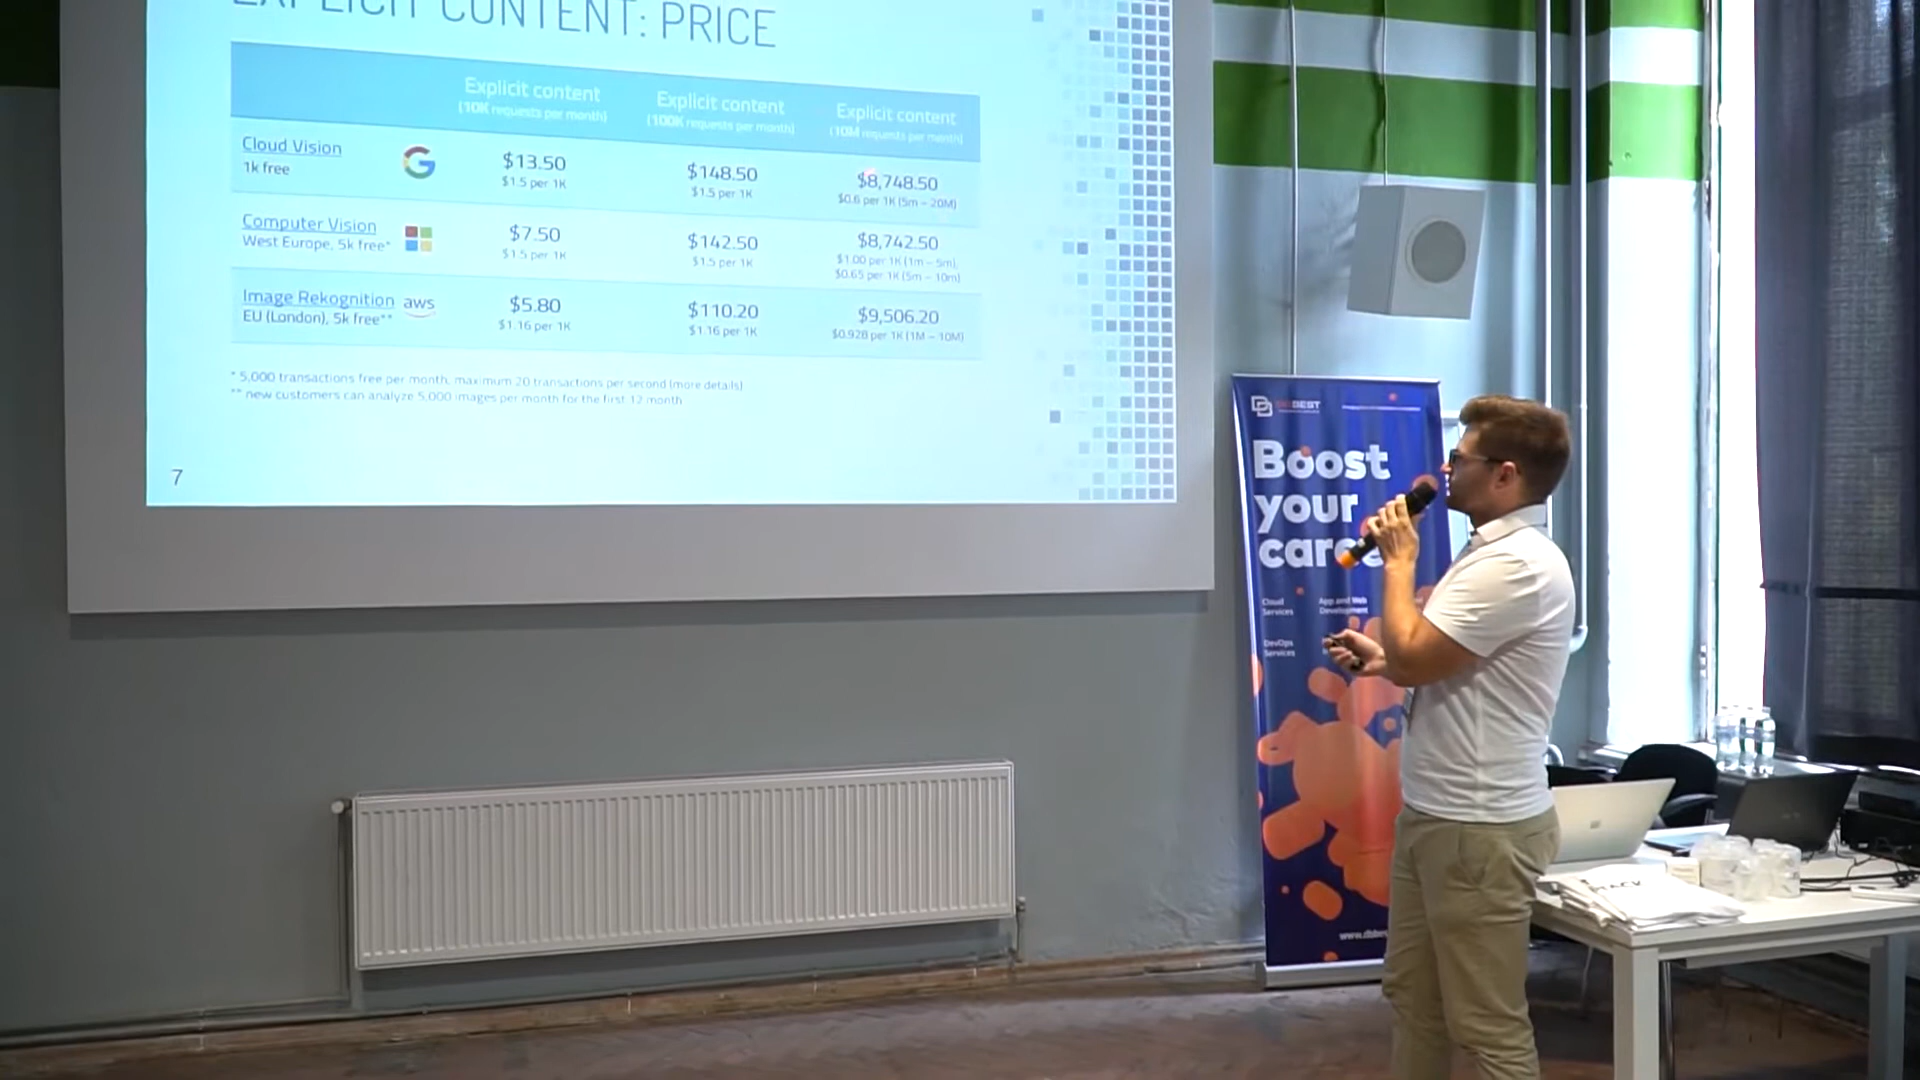 EXPLICIT CONTENT: PRICE
Explicit content
(10K requests per month)
Explicit content
(100K requests per month)
Explicit content
(10M requests per month)
Cloud Vision
1k free
$13.50
$1.5 per 1K
$148.50
$1.5 per 1K
$8,748.50
$0.6 per 1K (5m – 20M)
Computer Vision
West Europe, 5k free*
$7.50
$1.5 per 1K
$142.50
$1.5 per 1K
$8,742.50
$1.00 per 1K (1m – 5m),
$0.65 per 1K (5m – 10m)
Image Rekognition
EU (London), 5k free**
aws
$5.80
$1.16 per 1K
$110.20
$1.16 per 1K
$9,506.20
$0.928 per 1K (1M – 10M)
* 5,000 transactions free per month, maximum 20 transactions per second (more details)
** new customers can analyze 5,000 images per month for the first 12 month
7
Boost
your
Cloud
Services
App and Web
Development
DevOps
Services